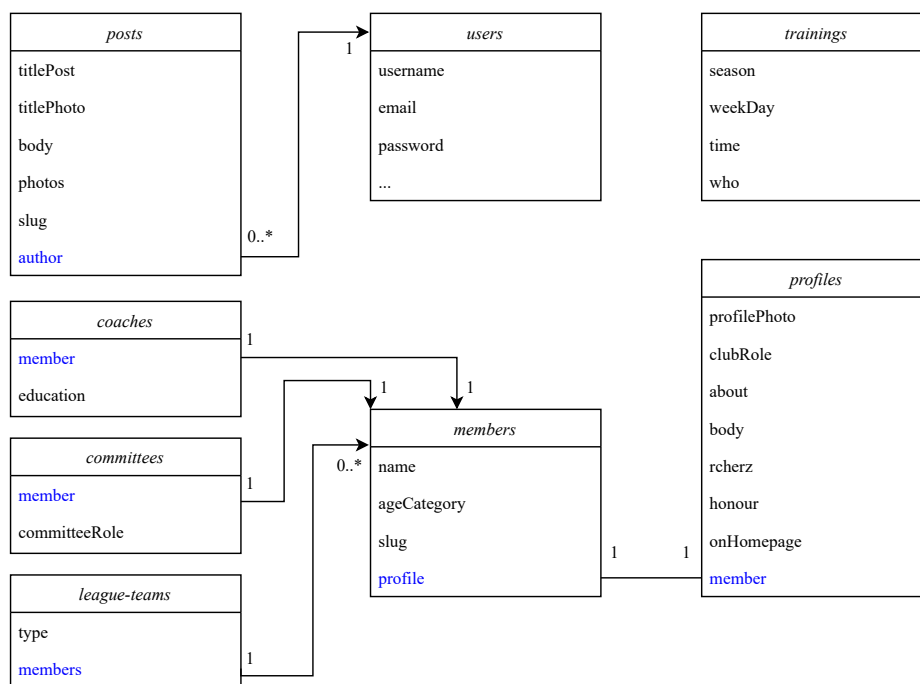 posts
titlePost
titlePhoto
body
photos
slug
author
0..*
1
users
username
email
password
...
trainings
season
weekDay
time
who
coaches
member
education
1
1
committees
member
committeeRole
1
1
league-teams
type
members
1
0..*
members
name
ageCategory
slug
profile
1
1
profiles
profilePhoto
clubRole
about
body
rcherz
honour
onHomepage
member